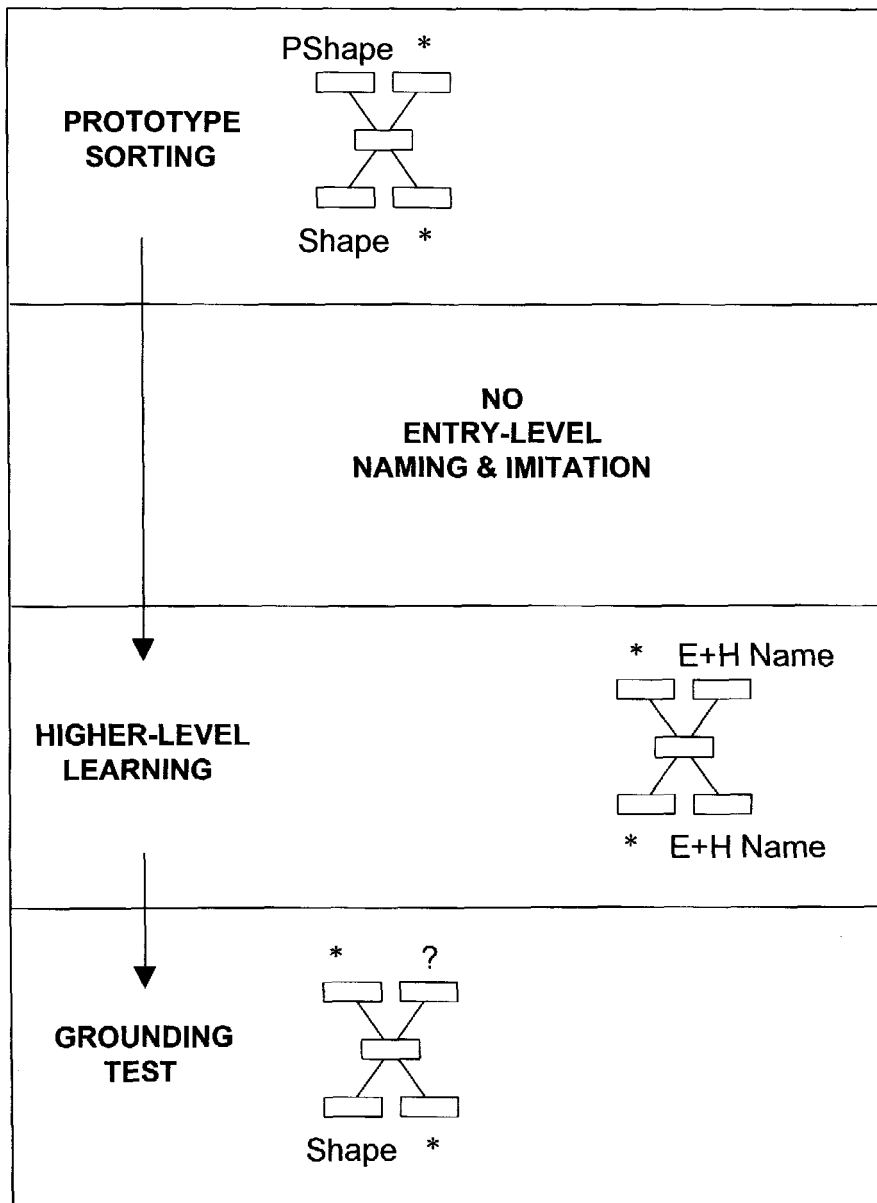 PShape *
PROTOTYPE
SORTING
Shape *
NO
ENTRY-LEVEL
NAMING & IMITATION
* E+H Name
HIGHER-LEVEL
LEARNING
* E+H Name
* ?
GROUNDING
TEST
Shape *